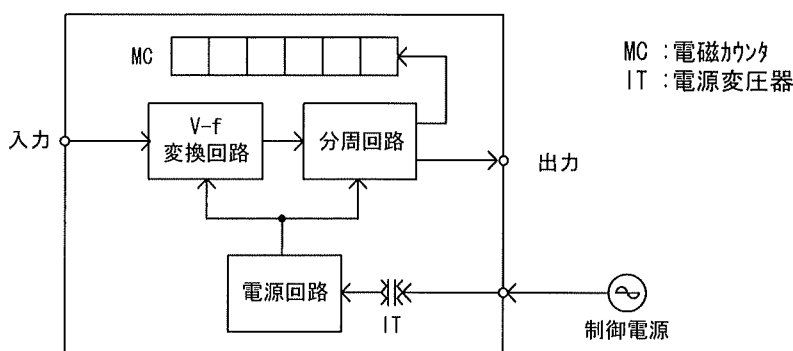 MC
MC :電磁カウンタ
IT :電源変圧器
入力
V-f
変換回路
分周回路
出力
電源回路
IT
制御電源